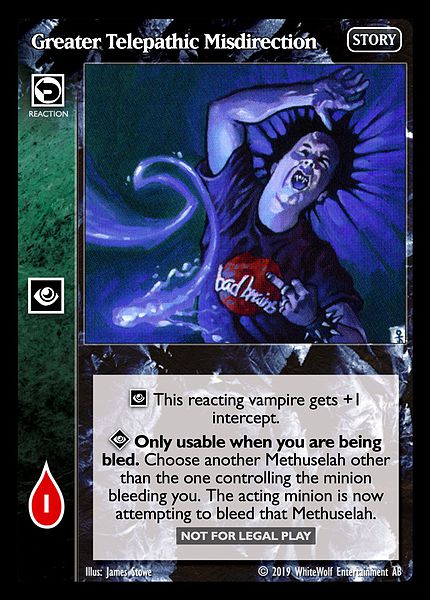 Greater Telepathic Misdirection
STORY
REACTION
bad brains
This reacting vampire gets +1
intercept.
Only usable when you are being
bled. Choose another Methuselah other
than the one controlling the minion
bleeding you. The acting minion is now
attempting to bleed that Methuselah.
NOT FOR LEGAL PLAY
1
Illus: James Stowe
© 2019 WhiteWolf Entertainment AB